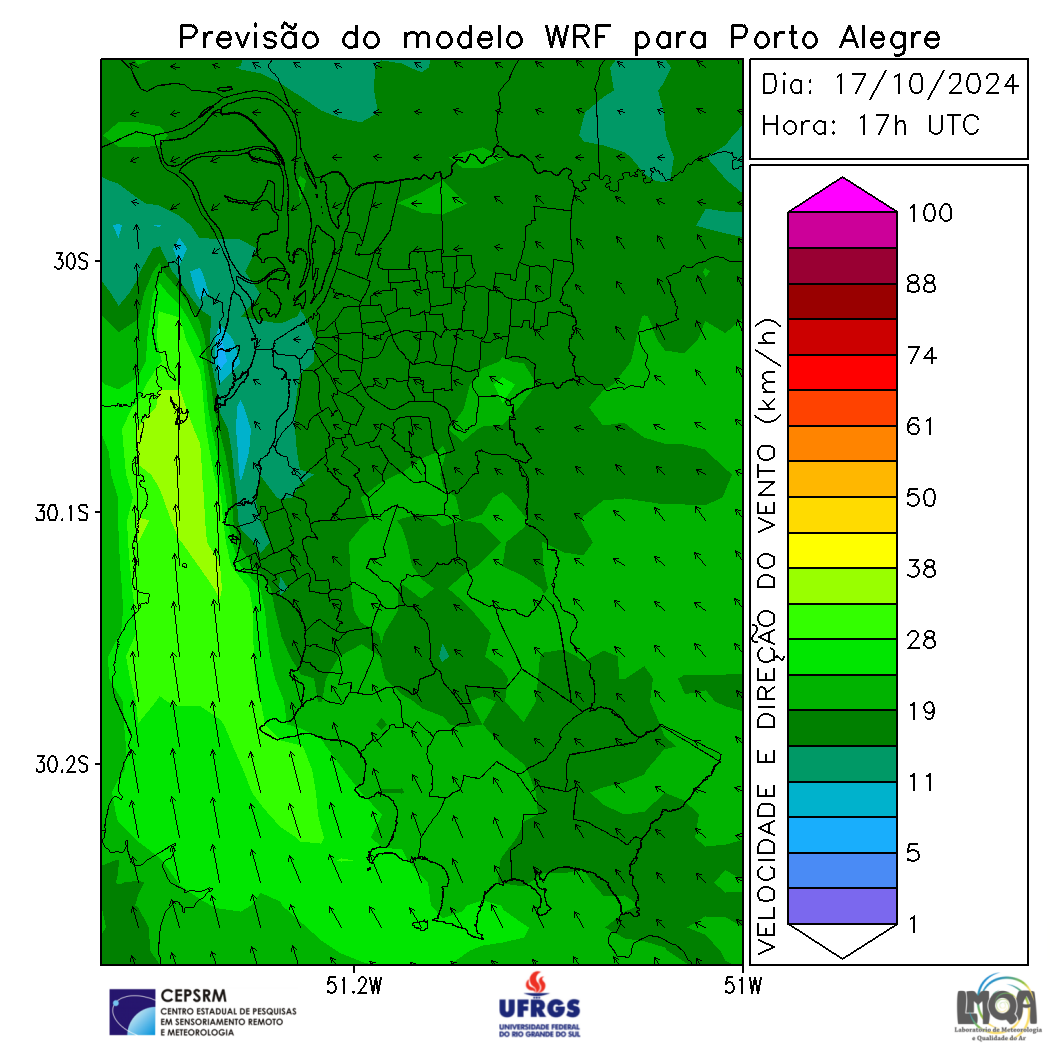 Previsão do modelo WRF para Porto Alegre
Dia: 17/10/2024
Hora: 17h UTC
30S
30.1S
30.2S
51.2W
51W
VELOCIDADE E DIREÇÃO DO VENTO (km/h)
100
88
74
61
50
38
28
19
11
5
1
CEPSRM
CENTRO ESTADUAL DE PESQUISAS
EM SENSORIAMENTO REMOTO
E METEOROLOGIA
UFRGS
UNIVERSIDADE FEDERAL
DO RIO GRANDE DO SUL
LMQA
Laboratório de Meteorologia
e Qualidade do Ar